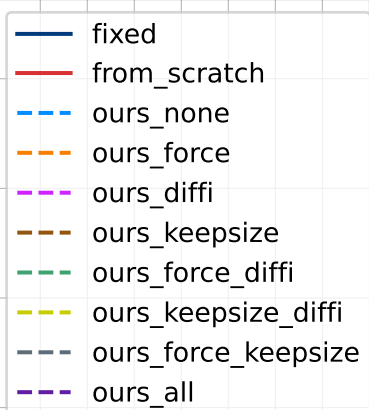 fixed
from_scratch
ours_none
ours_force
ours_diffi
ours_keepsize
ours_force_diffi
ours_keepsize_diffi
ours_force_keepsize
ours_all